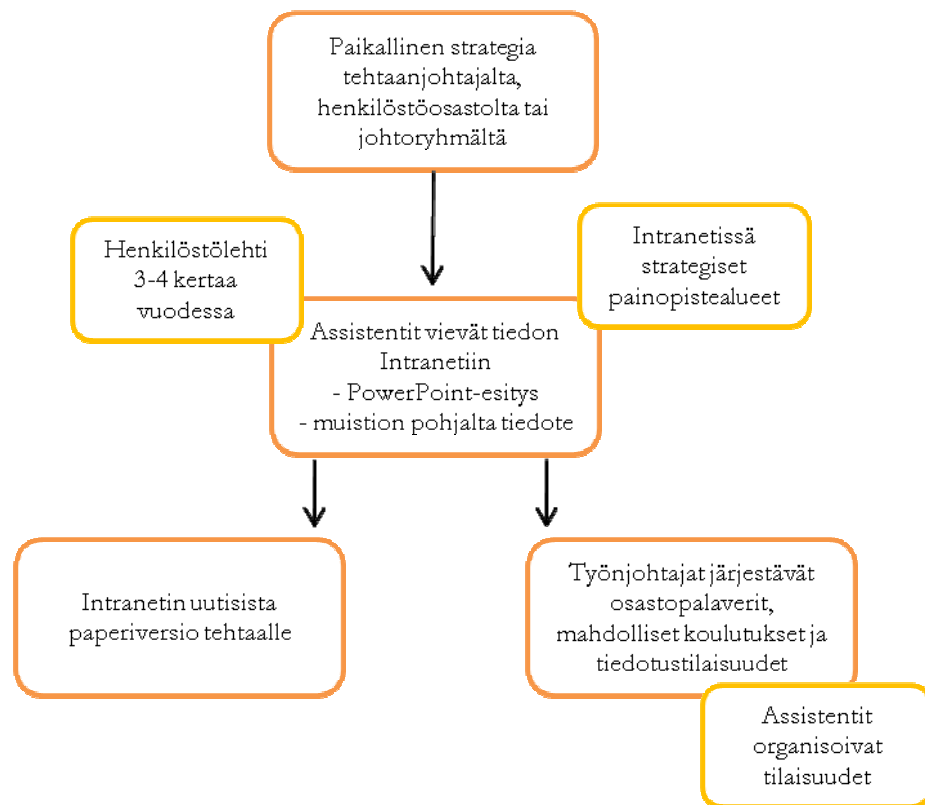 Paikallinen strategia
tehtaanjohtajalta,
henkilöstöosastolta tai
johtoryhmältä
Henkilöstölehti
3-4 kertaa
vuodessa
Intranetissä
strategiset
painopistealueet
Assistentit vievät tiedon
Intranetiin
- PowerPoint-esitys
- muistion pohjalta tiedote
Intranetin uutisista
paperiversio tehtaalle
Työnjohtajat järjestävät
osastopalaverit,
mahdolliset koulutukset ja
tiedotustilaisuudet
Assistentit
organisoivat
tilaisuudet